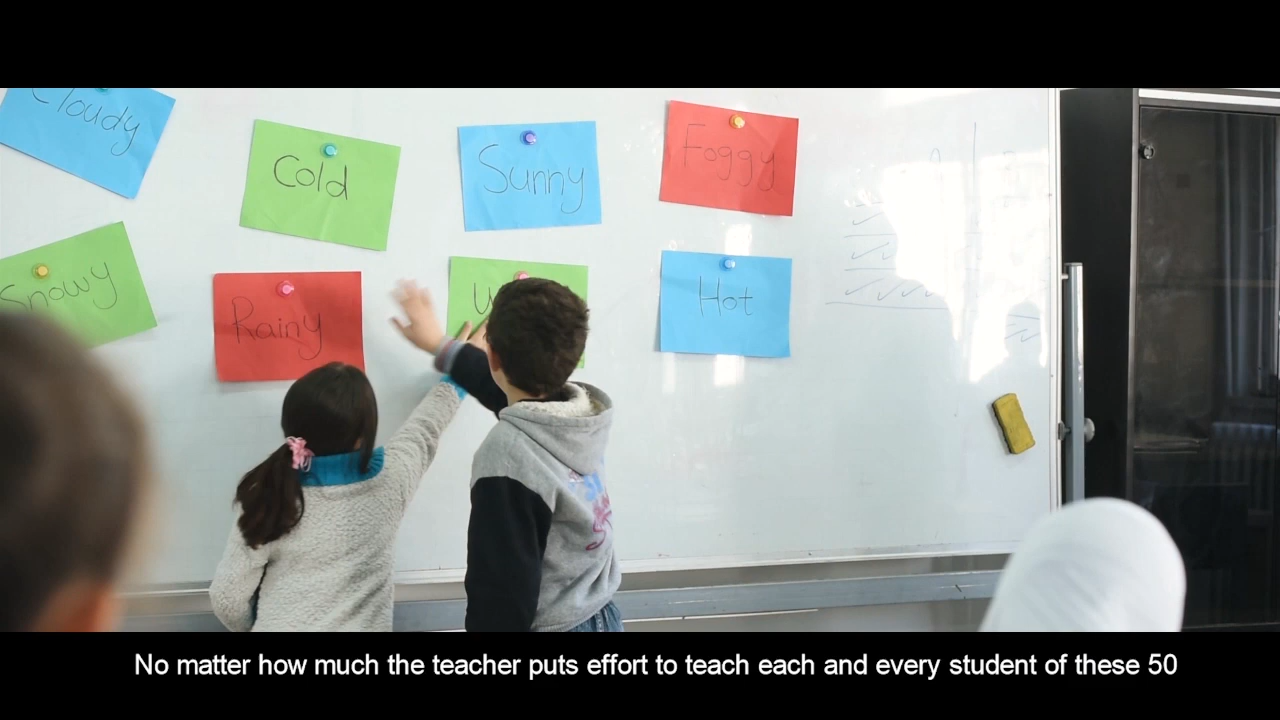 Cloudy
Cold
Sunny
Foggy
Snowy
Rainy
Hot
No matter how much the teacher puts effort to teach each and every student of these 50